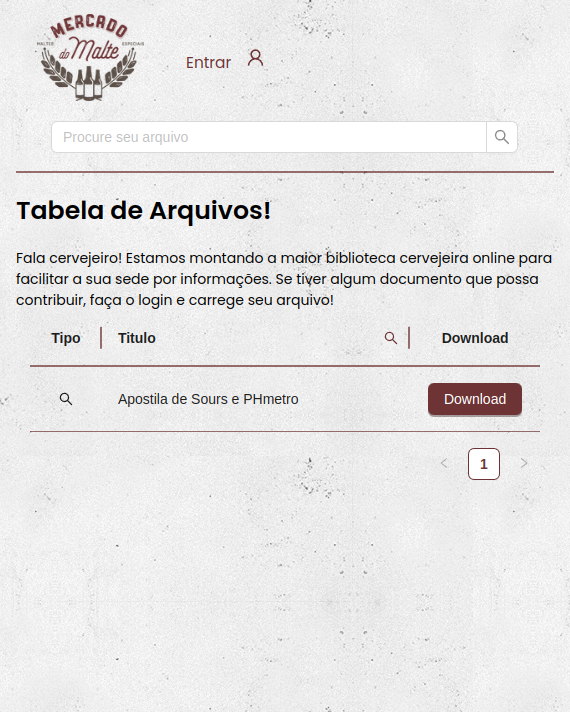 MERCADO
MALTES do Malte ESPECIAIS
Entrar
Procure seu arquivo
Tabela de Arquivos!
Fala cervejeiro! Estamos montando a maior biblioteca cervejeira online para
facilitar a sua sede por informações. Se tiver algum documento que possa
contribuir, faça o login e carrege seu arquivo!
Tipo Titulo Download
Apostila de Sours e PHmetro Download
1